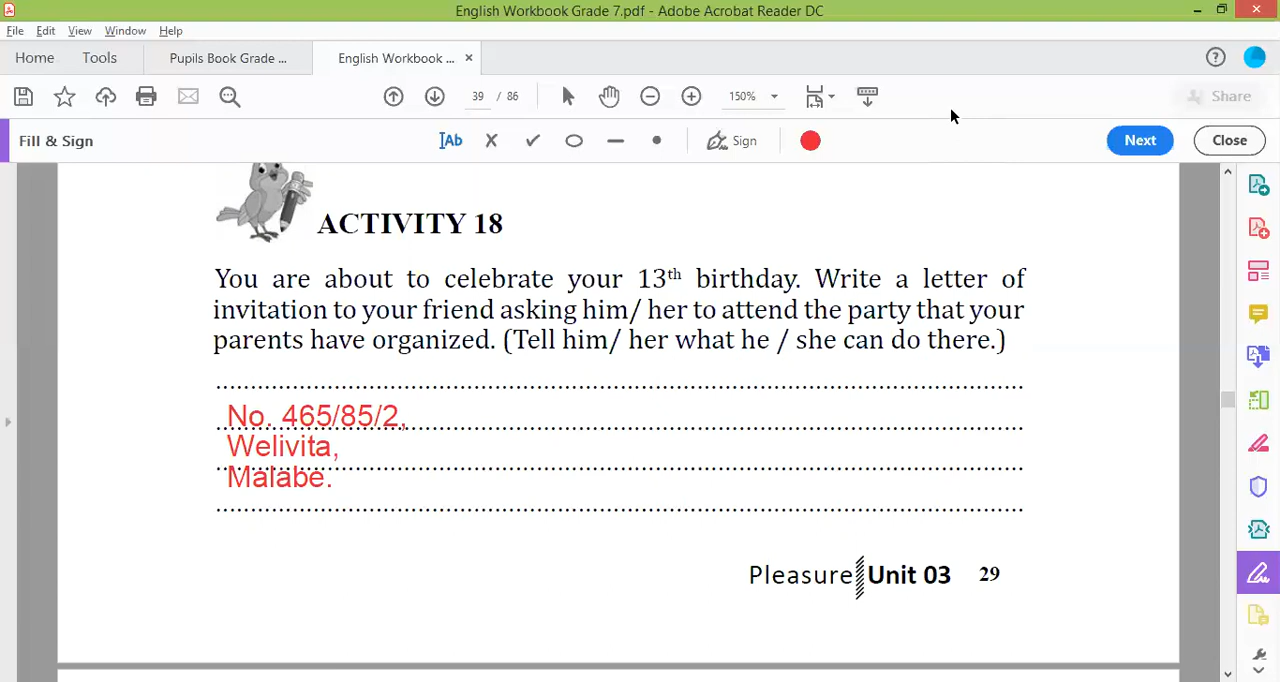 English Workbook Grade 7.pdf - Adobe Acrobat Reader DC
File Edit View Window Help
Home Tools Pupils Book Grade ... English Workbook ... ×
39 / 86 150% Share
Fill & Sign Ab Sign Next Close
ACTIVITY 18
You are about to celebrate your 13th birthday. Write a letter of
invitation to your friend asking him/ her to attend the party that your
parents have organized. (Tell him/ her what he / she can do there.)
No. 465/85/2,
Welivita,
Malabe.
Pleasure Unit 03 29